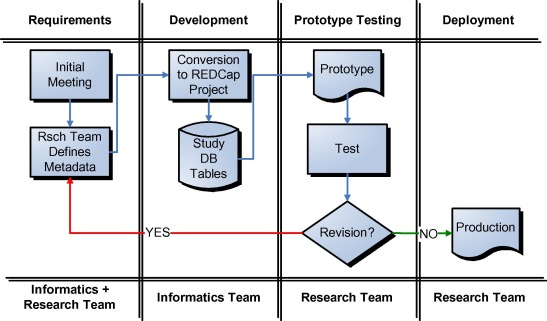 Requirements
Development
Prototype Testing
Deployment
Initial
Meeting
Rsch Team
Defines
Metadata
Conversion
to REDCap
Project
Study
DB
Tables
Prototype
Test
Revision?
YES
NO
Production
Informatics +
Research Team
Informatics Team
Research Team
Research Team